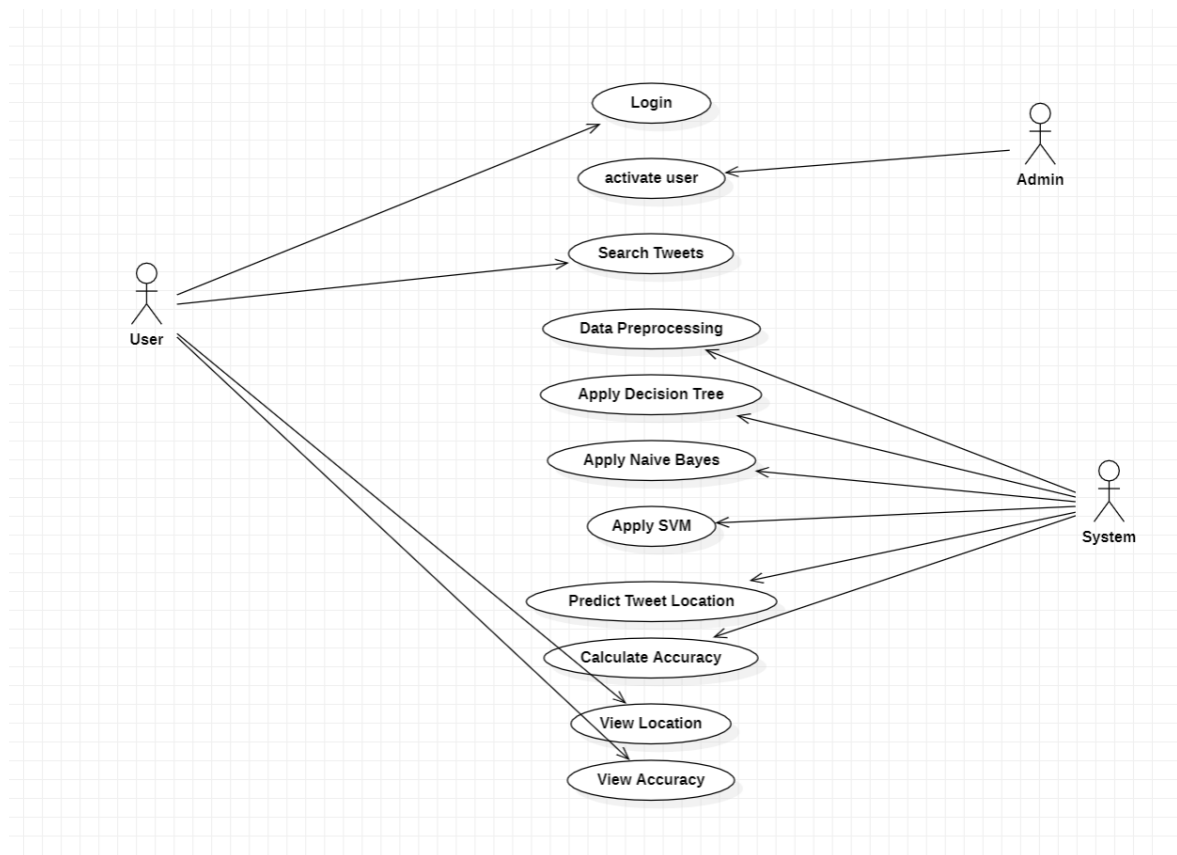 Login
activate user
Admin
Search Tweets
User
Data Preprocessing
Apply Decision Tree
Apply Naive Bayes
Apply SVM
System
Predict Tweet Location
Calculate Accuracy
View Location
View Accuracy